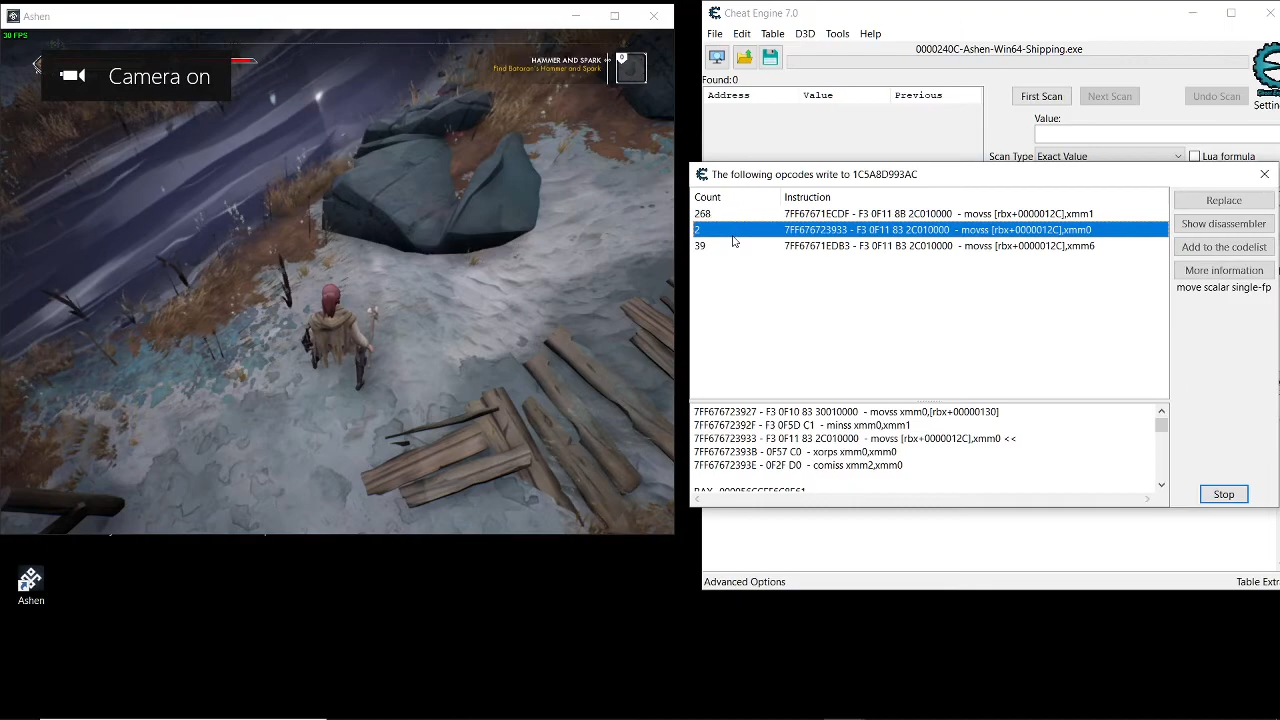 Ashen
30 FPS
Camera on
HAMMER AND SPARK
Find Bataran's Hammer and Spark
0
Ashen
Cheat Engine 7.0
File Edit Table D3D Tools Help
0000240C-Ashen-Win64-Shipping.exe
Found:0
Address Value Previous
First Scan Next Scan Undo Scan
Settin
Value:
Scan Type Exact Value Lua formula
The following opcodes write to 1C5A8D993AC
Count Instruction
268 7FF67671ECDF - F3 0F11 8B 2C010000 - movss [rbx+0000012C],xmm1
2 7FF676723933 - F3 0F11 83 2C010000 - movss [rbx+0000012C],xmm0
39 7FF67671EDB3 - F3 0F11 B3 2C010000 - movss [rbx+0000012C],xmm6
Replace
Show disassembler
Add to the codelist
More information
move scalar single-fp
7FF676723927 - F3 0F10 83 30010000 - movss xmm0,[rbx+00000130]
7FF67672392F - F3 0F5D C1 - minss xmm0,xmm1
7FF676723933 - F3 0F11 83 2C010000 - movss [rbx+0000012C],xmm0 <<
7FF67672393B - 0F57 C0 - xorps xmm0,xmm0
7FF67672393E - 0F2F D0 - comiss xmm2,xmm0
Stop
Advanced Options Table Extr